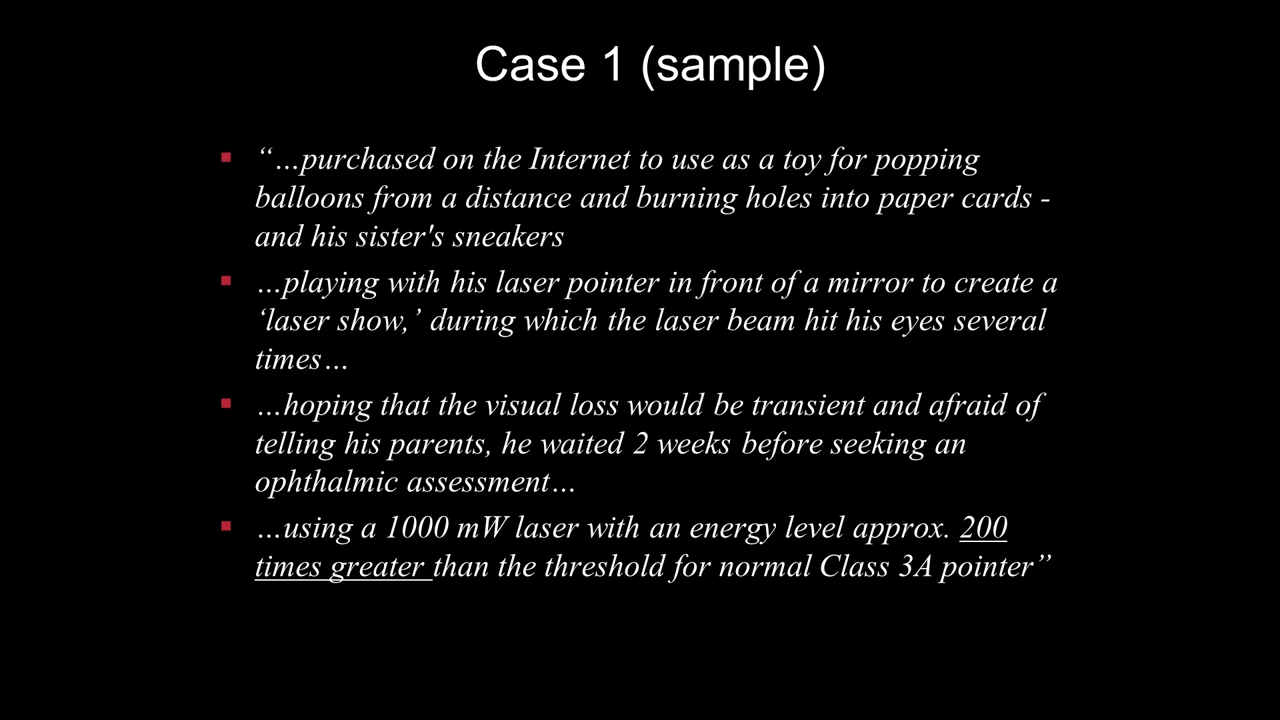 Case 1 (sample)
“…purchased on the Internet to use as a toy for popping
balloons from a distance and burning holes into paper cards -
and his sister's sneakers
…playing with his laser pointer in front of a mirror to create a
‘laser show,’ during which the laser beam hit his eyes several
times…
…hoping that the visual loss would be transient and afraid of
telling his parents, he waited 2 weeks before seeking an
ophthalmic assessment…
…using a 1000 mW laser with an energy level approx. 200
times greater than the threshold for normal Class 3A pointer”